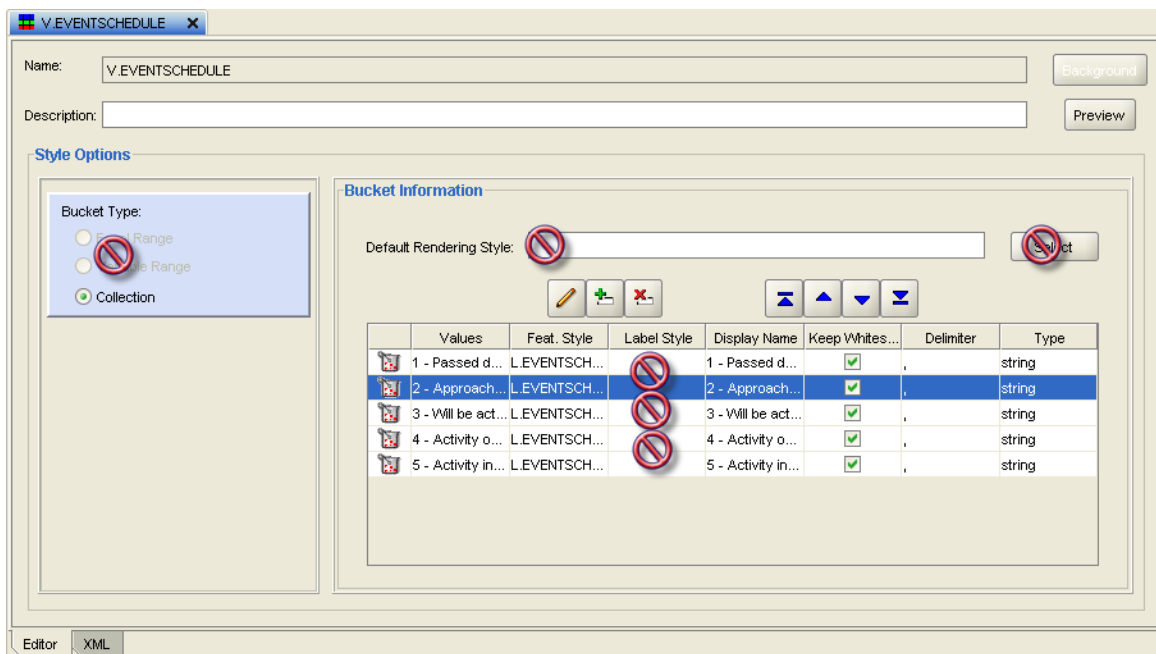 V.EVENTSCHEDULE
Name: V.EVENTSCHEDULE Background
Description: Preview
Style Options
Bucket Type:
Range
Range
Collection
Bucket Information
Default Rendering Style:
Values Feat. Style Label Style Display Name Keep Whites... Delimiter Type
1 - Passed d... L.EVENTSCH... 1 - Passed d... , string
2 - Approach... L.EVENTSCH... 2 - Approach... , string
3 - Will be act... L.EVENTSCH... 3 - Will be act... , string
4 - Activity o... L.EVENTSCH... 4 - Activity o... , string
5 - Activity in... L.EVENTSCH... 5 - Activity in... , string
Editor XML